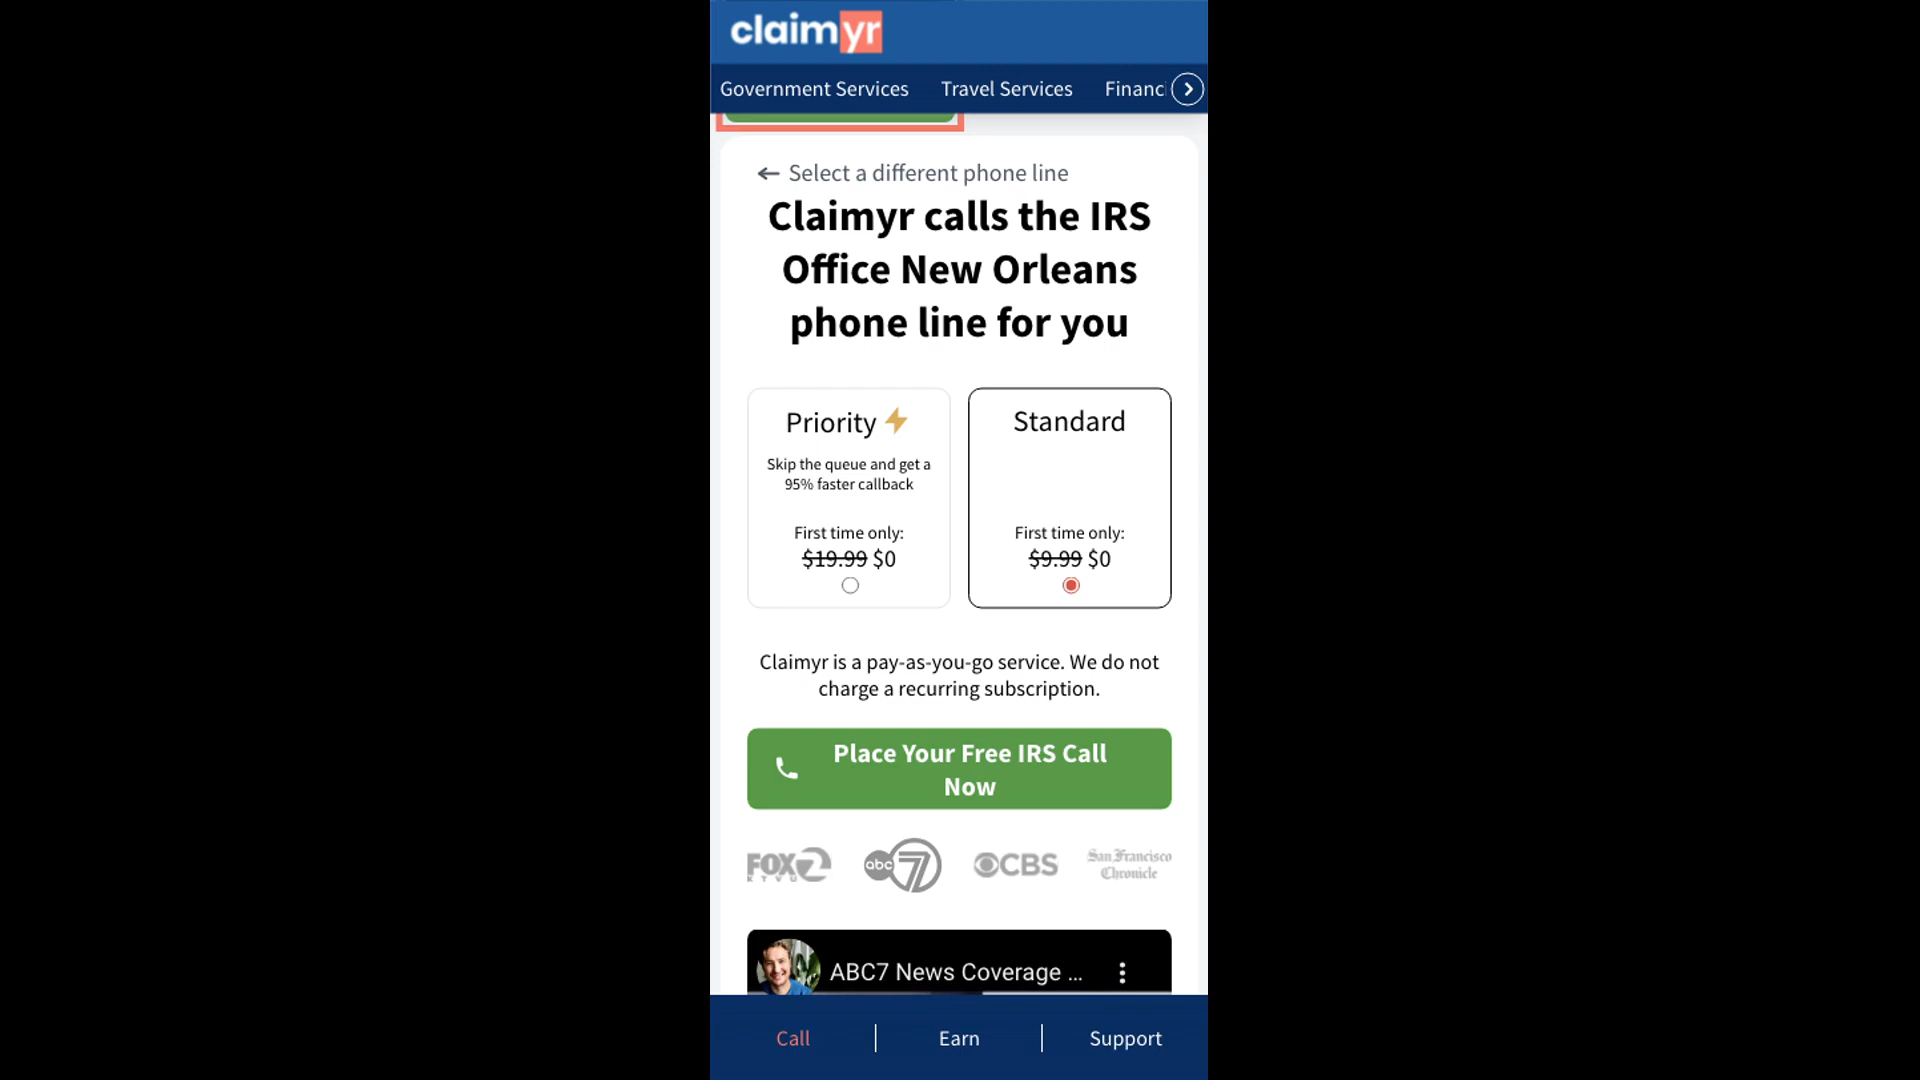 claimyr
Government Services Travel Services Financ
Select a different phone line
Claimyr calls the IRS
Office New Orleans
phone line for you
Priority
Skip the queue and get a
95% faster callback
First time only:
$19.99 $0
Standard
First time only:
$9.99 $0
Claimyr is a pay-as-you-go service. We do not
charge a recurring subscription.
Place Your Free IRS Call
Now
FOX 2
KTVU
abc 7
CBS
San Francisco
Chronicle
ABC7 News Coverage ...
Call Earn Support